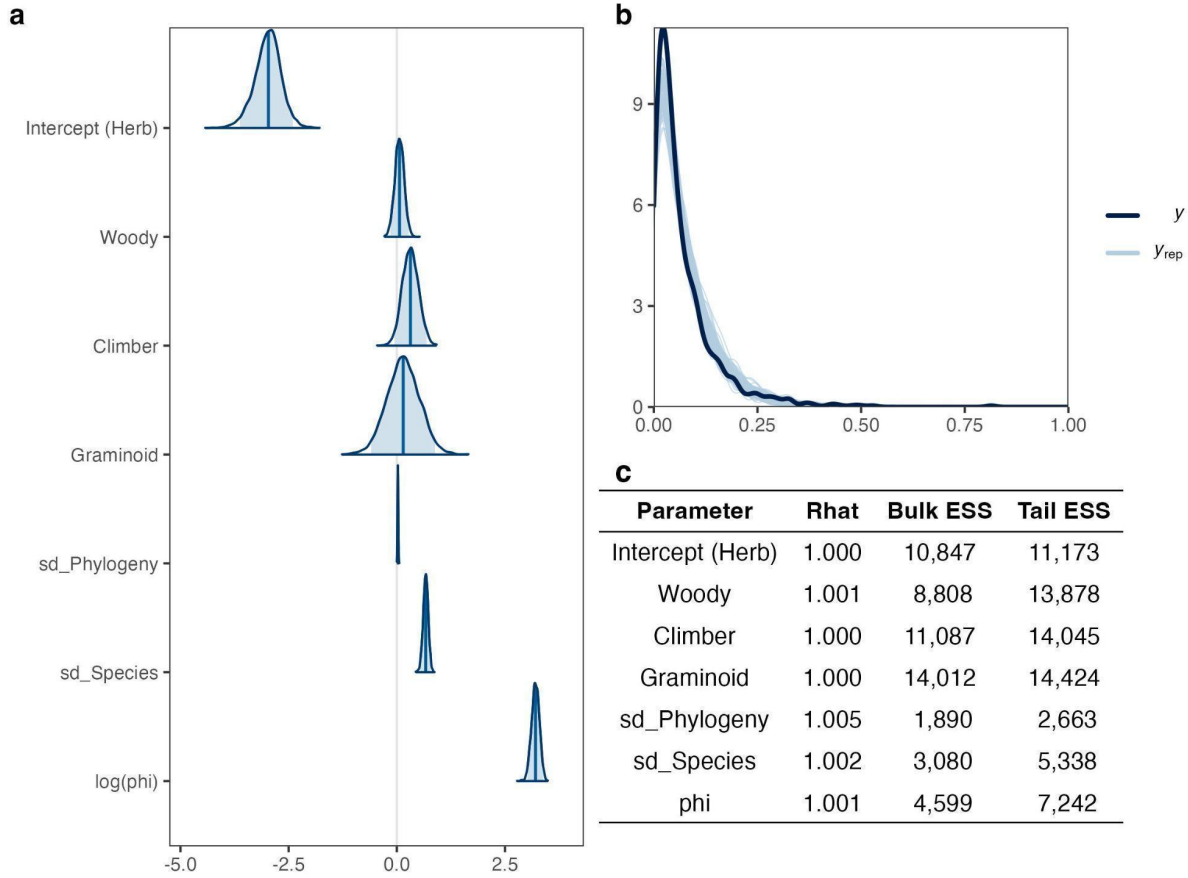 a
Intercept (Herb)
Woody
Climber
Graminoid
sd_Phylogeny
sd_Species
log(phi)
-5.0 -2.5 0.0 2.5
b
9
6
3
0
0.00 0.25 0.50 0.75 1.00
y
yrep
c
Parameter Rhat Bulk ESS Tail ESS
Intercept (Herb) 1.000 10,847 11,173
Woody 1.001 8,808 13,878
Climber 1.000 11,087 14,045
Graminoid 1.000 14,012 14,424
sd_Phylogeny 1.005 1,890 2,663
sd_Species 1.002 3,080 5,338
phi 1.001 4,599 7,242